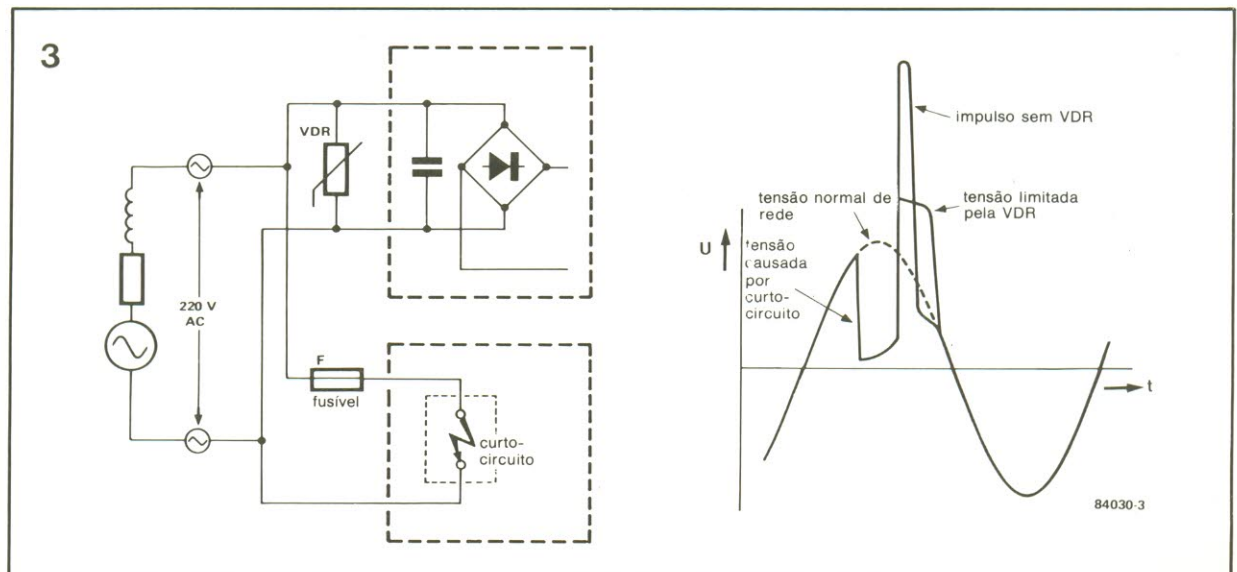 3
VDR
220 V
AC
F
fusível
curto-
circuito
impulso sem VDR
tensão normal de
rede
tensão limitada
pela VDR
U
tensão
causada
por
curto-
circuito
t
84030-3